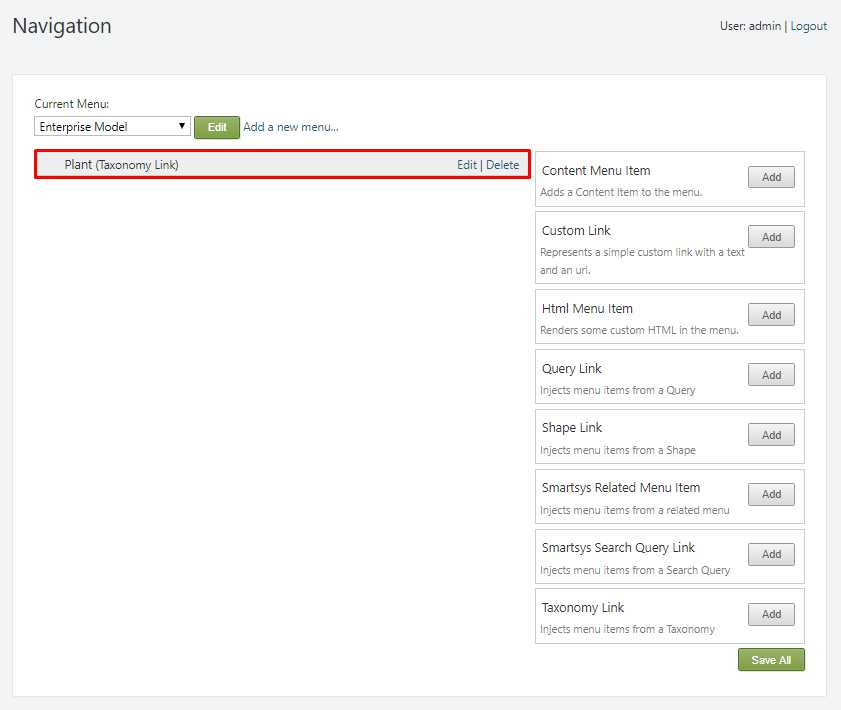 Navigation
User: admin | Logout
Current Menu:
Enterprise Model
Edit
Add a new menu...
Plant (Taxonomy Link)
Edit | Delete
Content Menu Item
Add
Adds a Content Item to the menu.
Custom Link
Add
Represents a simple custom link with a text
and an url.
Html Menu Item
Add
Renders some custom HTML in the menu.
Query Link
Add
Injects menu items from a Query
Shape Link
Add
Injects menu items from a Shape
Smartsys Related Menu Item
Add
Injects menu items from a related menu
Smartsys Search Query Link
Add
Injects menu items from a Search Query
Taxonomy Link
Add
Injects menu items from a Taxonomy
Save All